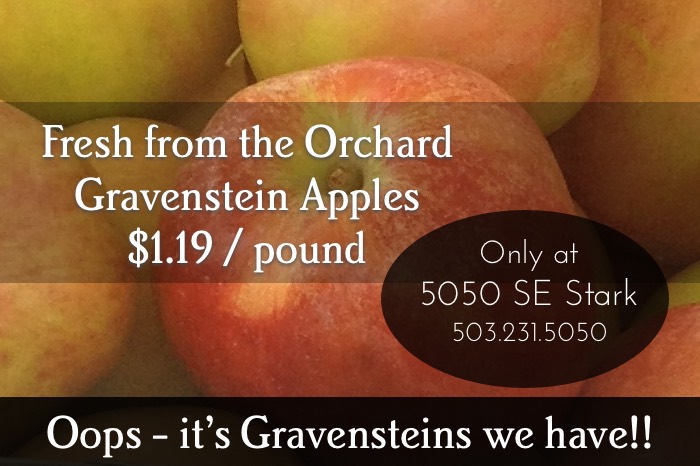 Fresh from the Orchard
Gravenstein Apples
$1.19 / pound
Only at
5050 SE Stark
503.231.5050
Oops - it's Gravensteins we have!!